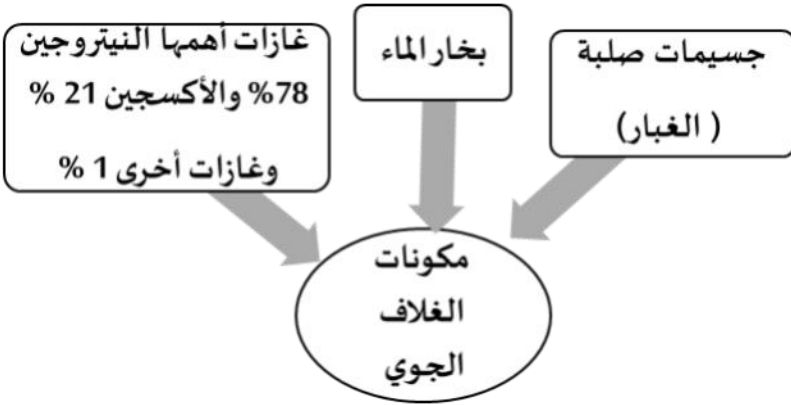 جسيمات صلبة
( الغبار)
بخار الماء
غازات أهمها النيتروجين
78% والأكسجين 21 %
وغازات أخرى 1 %
مكونات
الغلاف
الجوي